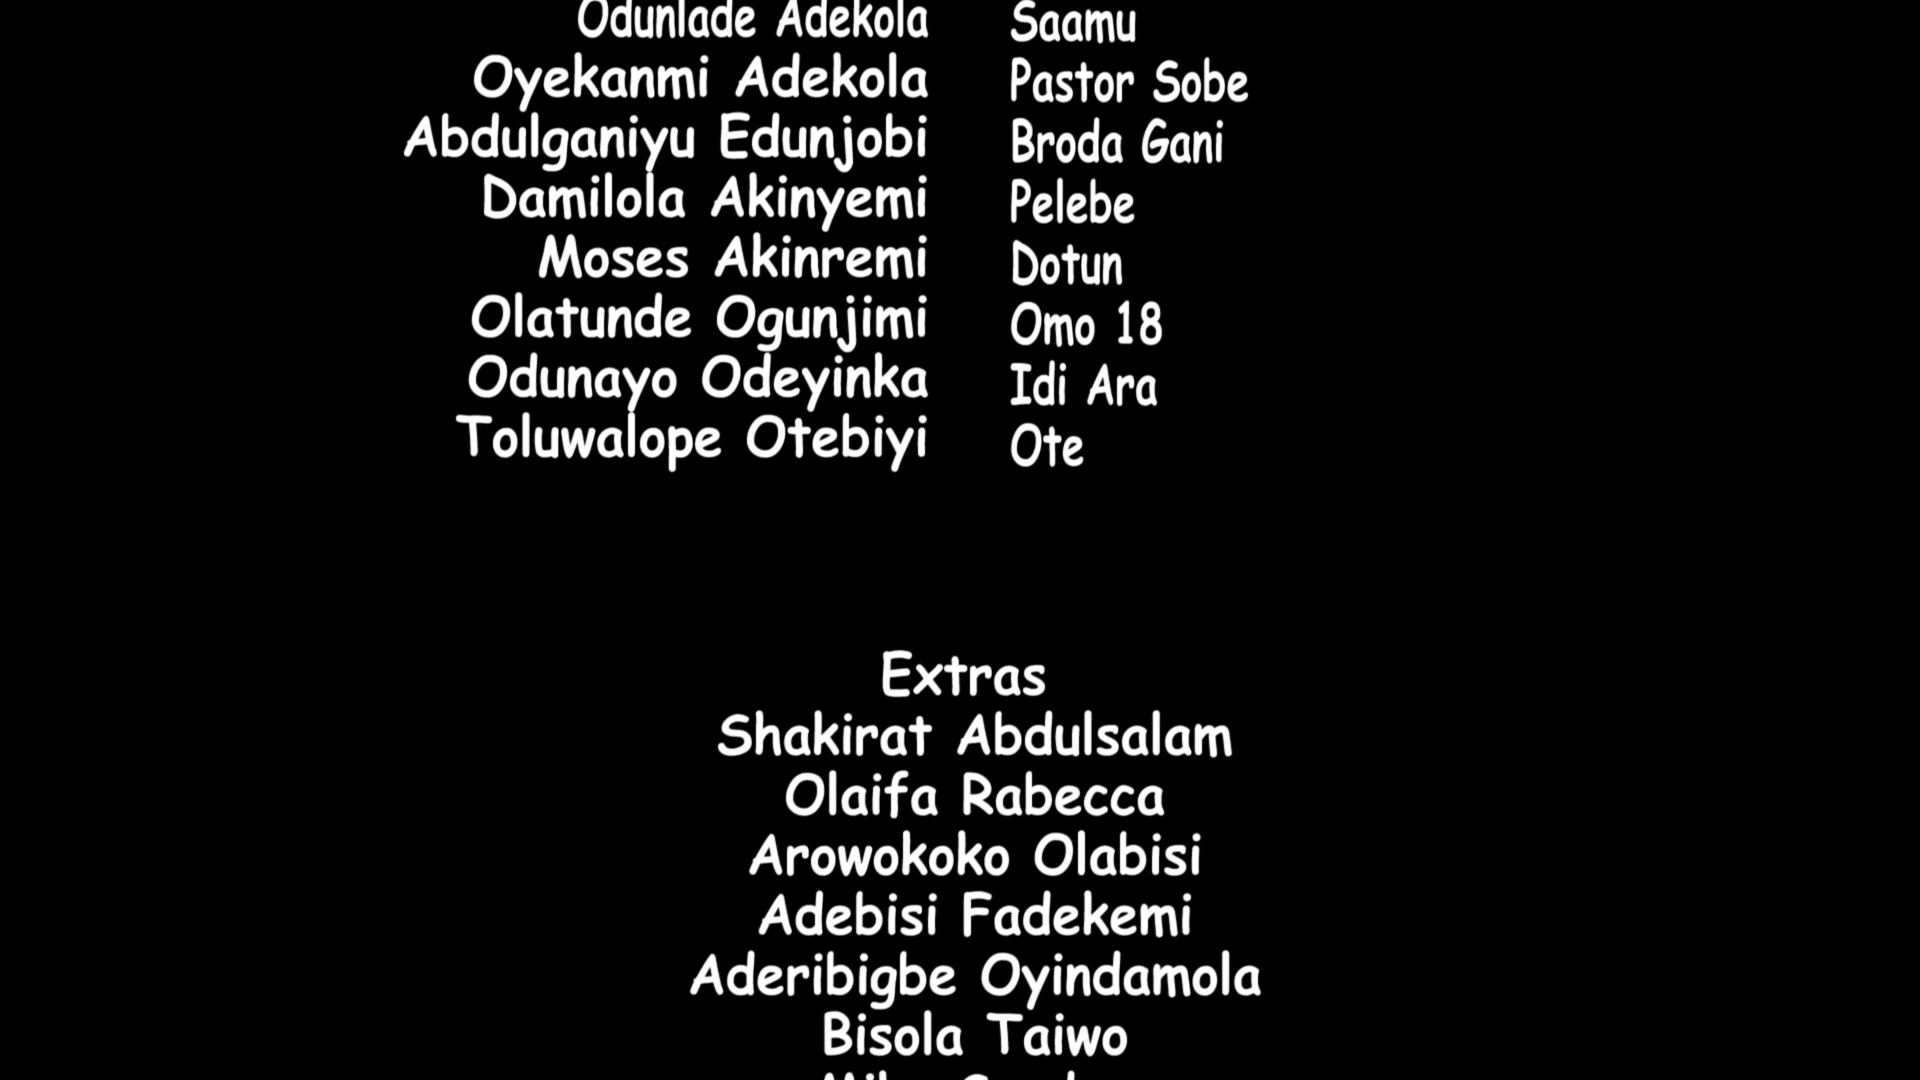 Odunlade Adekola Saamu
Oyekanmi Adekola Pastor Sobe
Abdulganiyu Edunjobi Broda Gani
Damilola Akinyemi Pelebe
Moses Akinremi Dotun
Olatunde Ogunjimi Omo 18
Odunayo Odeyinka Idi Ara
Toluwalope Otebiyi Ote
Extras
Shakirat Abdulsalam
Olaifa Rabecca
Arowokoko Olabisi
Adebisi Fadekemi
Aderibigbe Oyindamola
Bisola Taiwo